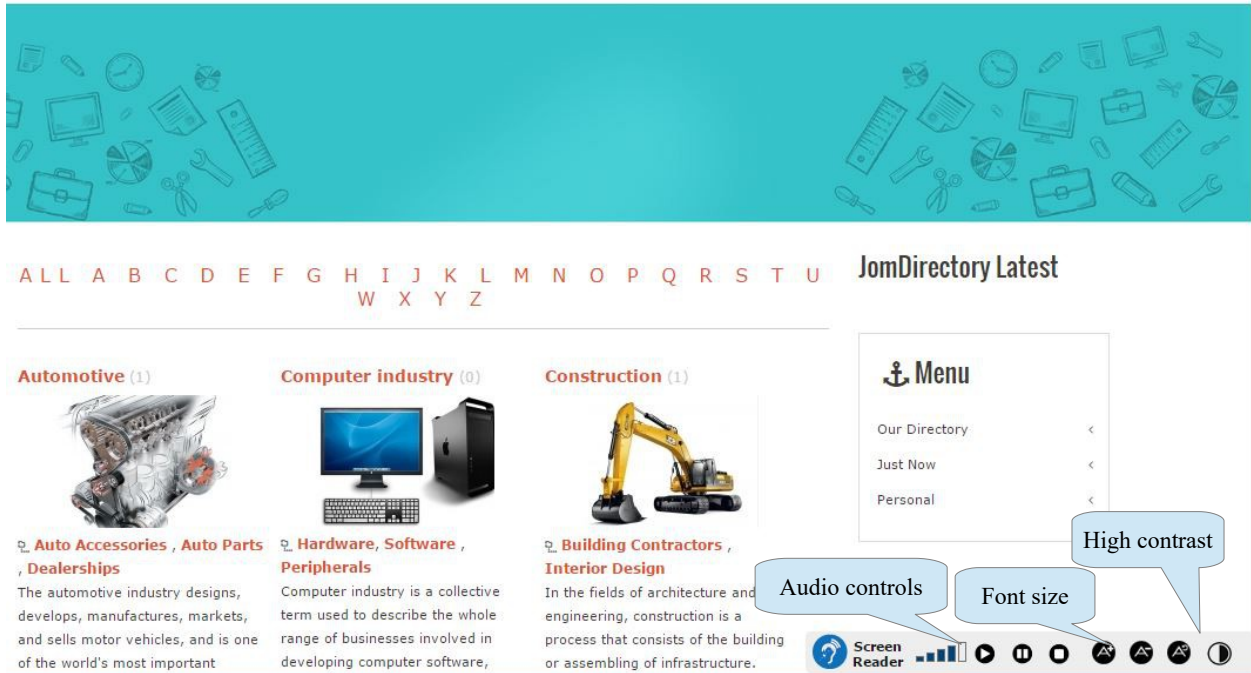 ALL A B C D E F G H I J K L M N O P Q R S T U
W X Y Z
JomDirectory Latest
Menu
Our Directory
Just Now
Personal
Automotive (1)
Auto Accessories , Auto Parts
, Dealerships
The automotive industry designs,
develops, manufactures, markets,
and sells motor vehicles, and is one
of the world's most important
Computer industry (0)
Hardware, Software ,
Peripherals
Computer industry is a collective
term used to describe the whole
range of businesses involved in
developing computer software,
Construction (1)
Building Contractors ,
Interior Design
In the fields of architecture and
engineering, construction is a
process that consists of the building
or assembling of infrastructure.
High contrast
Audio controls
Font size
Screen
Reader
A+ A- A